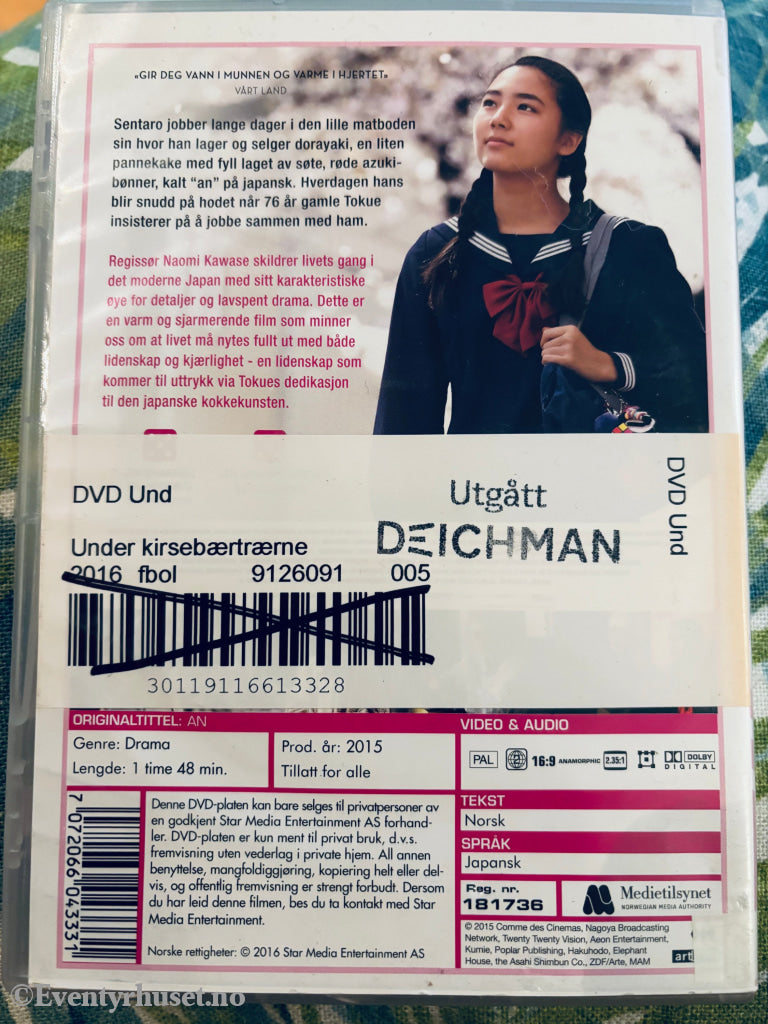 «GIR DEG VANN I MUNNEN OG VARME I HJERTET»
VÅRT LAND
Sentaro jobber lange dager i den lille matboden
sin hvor han lager og selger dorayaki, en liten
pannekake med fyll laget av søte, røde azuki-
bønner, kalt “an” på japansk. Hverdagen hans
blir snudd på hodet når 76 år gamle Tokue
insisterer på å jobbe sammen med ham.
Regissør Naomi Kawase skildrer livets gang i
det moderne Japan med sitt karakteristiske
øye for detaljer og lavspent drama. Dette er
en varm og sjarmerende film som minner
oss om at livet må nytes fullt ut med både
lidenskap og kjærlighet - en lidenskap som
kommer til uttrykk via Tokues dedikasjon
til den japanske kokkekunsten.
DVD Und
Utgått
DEICHMAN
DVD Und
Under kirsebærtrærne
2016 fbol 9126091 005
30119116613328
ORIGINALTITTEL: AN
Genre: Drama
Lengde: 1 time 48 min.
Prod. år: 2015
Tillatt for alle
VIDEO & AUDIO
PAL 16:9 ANAMORPHIC 2.35:1 DOLBY
DIGITAL
TEKST
Norsk
SPRÅK
Japansk
7 072066 043331
Denne DVD-platen kan bare selges til privatpersoner av
en godkjent Star Media Entertainment AS forhand-
ler. DVD-platen er kun ment til privat bruk, d.v.s.
fremvisning uten vederlag i private hjem. All annen
benyttelse, mangfoldiggjøring, kopiering helt eller del-
vis, og offentlig fremvisning er strengt forbudt. Dersom
du har leid denne filmen, bes du ta kontakt med Star
Media Entertainment.
Norske rettigheter: © 2016 Star Media Entertainment AS
Reg. nr.
181736
Medietilsynet
NORWEGIAN MEDIA AUTHORITY
© 2015 Comme des Cinemas, Nagoya Broadcasting
Network, Twenty Twenty Vision, Aeon Entertainment,
Kumie, Poplar Publishing, Hakuhodo, Elephant
House, the Asahi Shimbun Co., ZDF/Arte, MAM
©Eventyrhuset.no